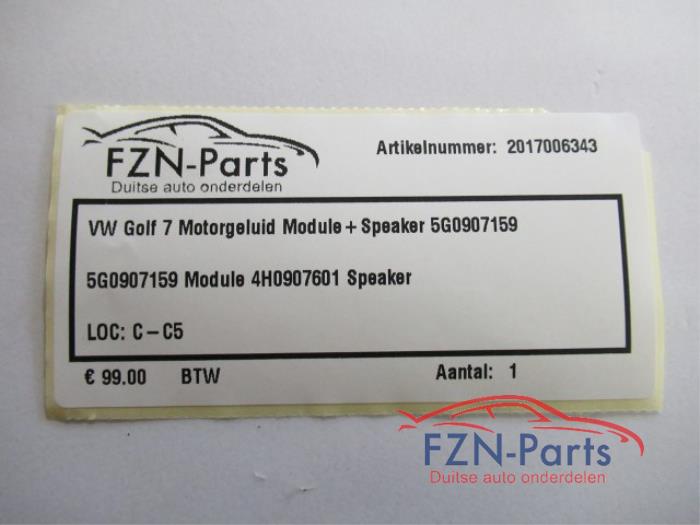 FZN-Parts
Duitse auto onderdelen
Artikelnummer: 2017006343
VW Golf 7 Motorgeluid Module + Speaker 5G0907159
5G0907159 Module 4H0907601 Speaker
LOC: C – C5
€ 99.00 BTW Aantal: 1
FZN-Parts
Duitse auto onderdelen